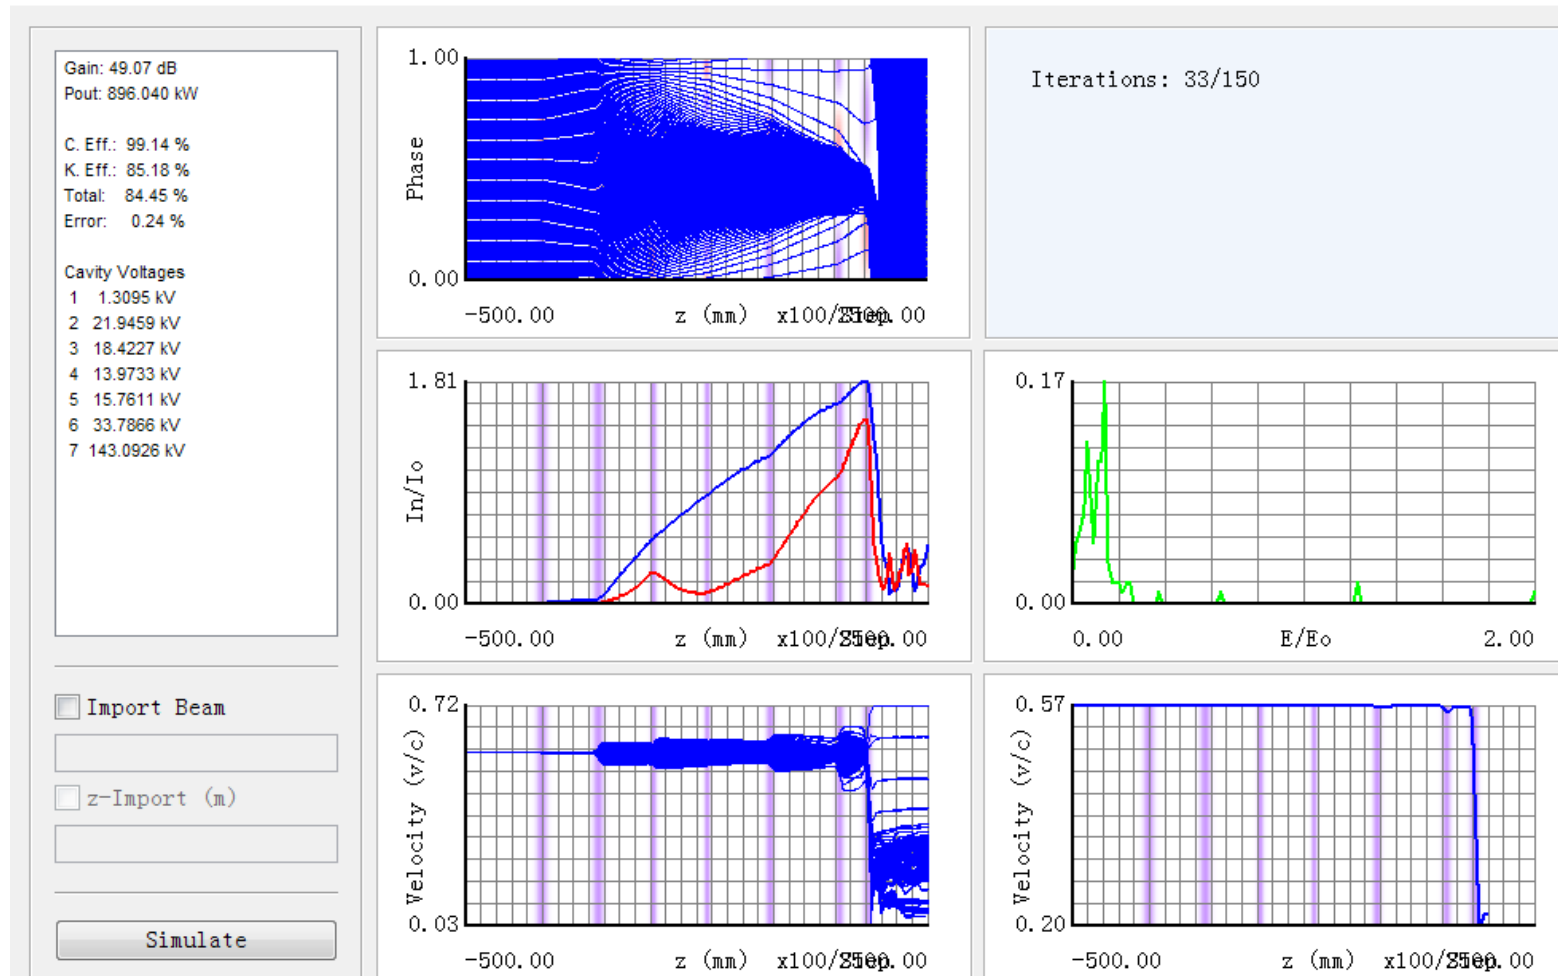 Gain: 49.07 dB
Pout: 896.040 kW
C. Eff.: 99.14 %
K. Eff.: 85.18 %
Total: 84.45 %
Error: 0.24 %
Cavity Voltages
1 1.3095 kV
2 21.9459 kV
3 18.4227 kV
4 13.9733 kV
5 15.7611 kV
6 33.7866 kV
7 143.0926 kV
Import Beam
z-Import (m)
Simulate
1.00
Phase
0.00
-500.00 z (mm) x100/
Iterations: 33/150
1.81
In/Io
0.00
-500.00 z (mm) x100/
0.17
0.00
0.00 E/Eo 2.00
0.72
Velocity (v/c)
0.03
-500.00 z (mm) x100/
0.57
Velocity (v/c)
0.20
-500.00 z (mm) x100/